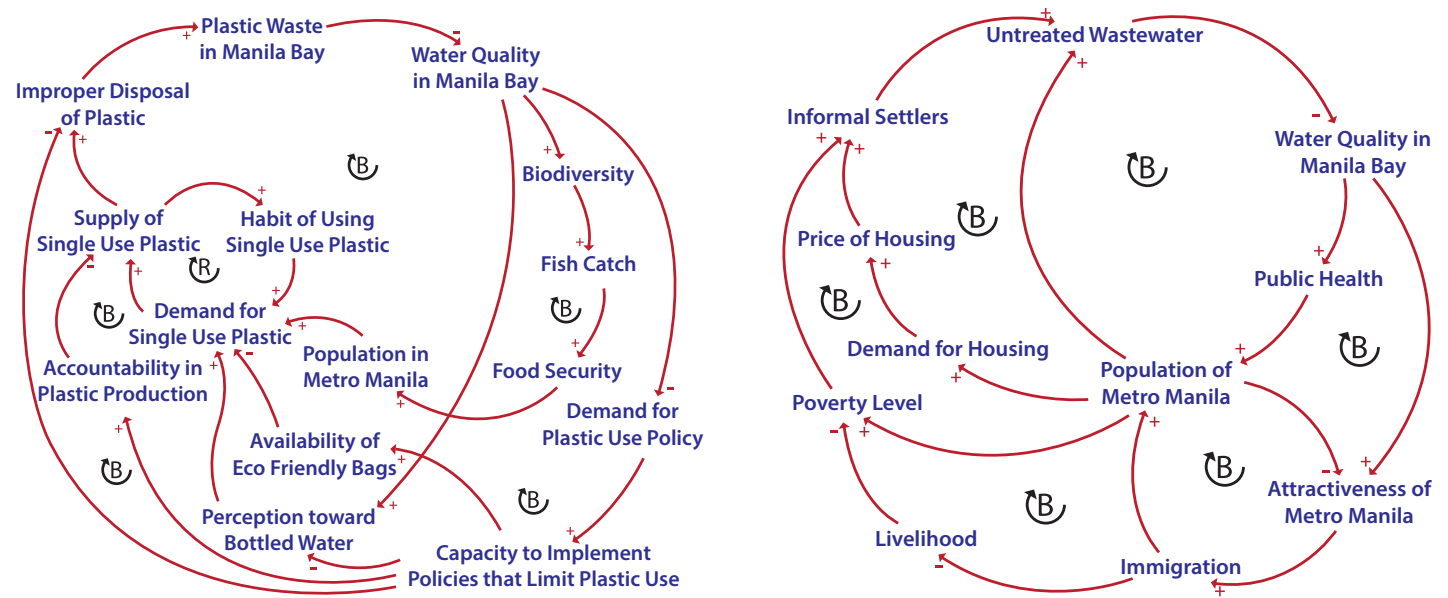 Plastic Waste
in Manila Bay
+
-
Water Quality
in Manila Bay
Improper Disposal
of Plastic
-
+
+
Biodiversity
B
+
Supply of
Single Use Plastic
-
+
Habit of Using
Single Use Plastic
+
R
+
Fish Catch
+
B
B
Demand for
Single Use Plastic
+
+
-
Population in
Metro Manila
+
+
Food Security
-
Accountability in
Plastic Production
+
Demand for
Plastic Use Policy
Availability of
Eco Friendly Bags
+
B
B
Perception toward
Bottled Water
+
-
+
Capacity to Implement
Policies that Limit Plastic Use
+
Untreated Wastewater
+
Informal Settlers
+
+
-
Water Quality in
Manila Bay
B
B
Price of Housing
+
+
Public Health
B
B
Demand for Housing
+
+
Population of
Metro Manila
+
Poverty Level
-
+
B
-
+
Attractiveness of
Metro Manila
B
Livelihood
-
Immigration
+